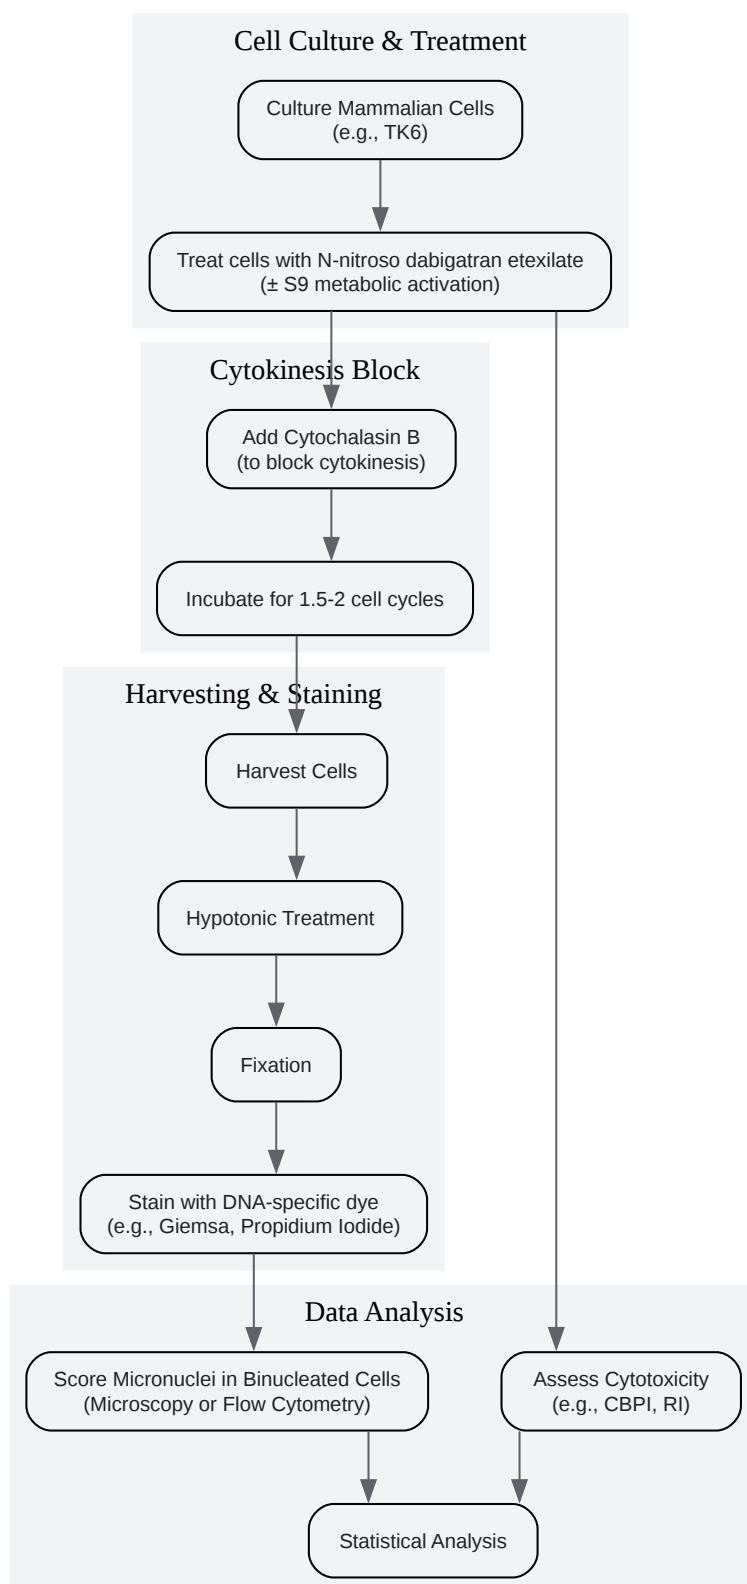 Cell Culture & Treatment
Culture Mammalian Cells
(e.g., TK6)
Treat cells with N-nitroso dabigatran etexilate
(± S9 metabolic activation)
Cytokinesis Block
Add Cytochalasin B
(to block cytokinesis)
Incubate for 1.5-2 cell cycles
Harvesting & Staining
Harvest Cells
Hypotonic Treatment
Fixation
Stain with DNA-specific dye
(e.g., Giemsa, Propidium Iodide)
Data Analysis
Score Micronuclei in Binucleated Cells
(Microscopy or Flow Cytometry)
Assess Cytotoxicity
(e.g., CBPI, RI)
Statistical Analysis